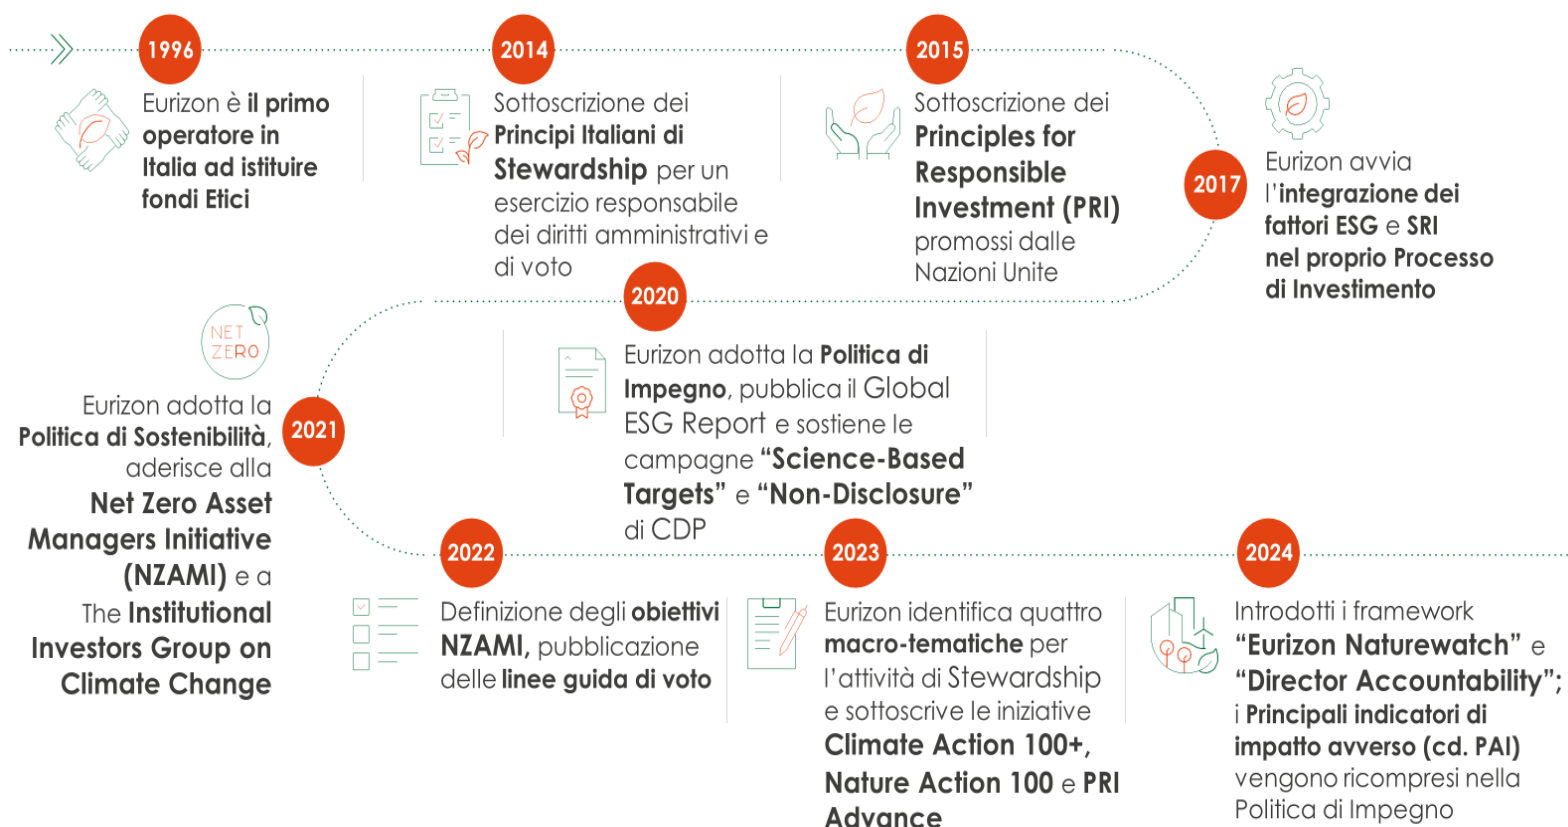 1996
Eurizon è il primo
operatore in
Italia ad istituire
fondi Etici
2014
Sottoscrizione dei
Principi Italiani di
Stewardship per un
esercizio responsabile
dei diritti amministrativi e
di voto
2015
Sottoscrizione dei
Principles for
Responsible
Investment (PRI)
promossi dalle
Nazioni Unite
2017
Eurizon avvia
l'integrazione dei
fattori ESG e SRI
nel proprio Processo
di Investimento
2020
Eurizon adotta la Politica di
Impegno, pubblica il Global
ESG Report e sostiene le
campagne “Science-Based
Targets” e “Non-Disclosure”
di CDP
NET
ZERO
2021
Eurizon adotta la
Politica di Sostenibilità,
aderisce alla
Net Zero Asset
Managers Initiative
(NZAMI) e a
The Institutional
Investors Group on
Climate Change
2022
Definizione degli obiettivi
NZAMI, pubblicazione
delle linee guida di voto
2023
Eurizon identifica quattro
macro-tematiche per
l'attività di Stewardship
e sottoscrive le iniziative
Climate Action 100+,
Nature Action 100 e PRI
Advance
2024
Introdotti i framework
“Eurizon Naturewatch” e
“Director Accountability”;
i Principali indicatori di
impatto avverso (cd. PAI)
vengono ricompresi nella
Politica di Impegno